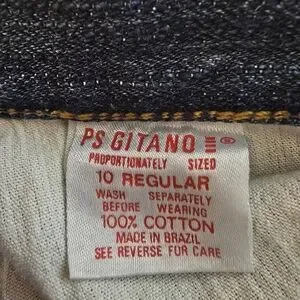 PS GITANO ®
PROPORTIONATELY SIZED
10 REGULAR
WASH SEPARATELY
BEFORE WEARING
100% COTTON
MADE IN BRAZIL
SEE REVERSE FOR CARE